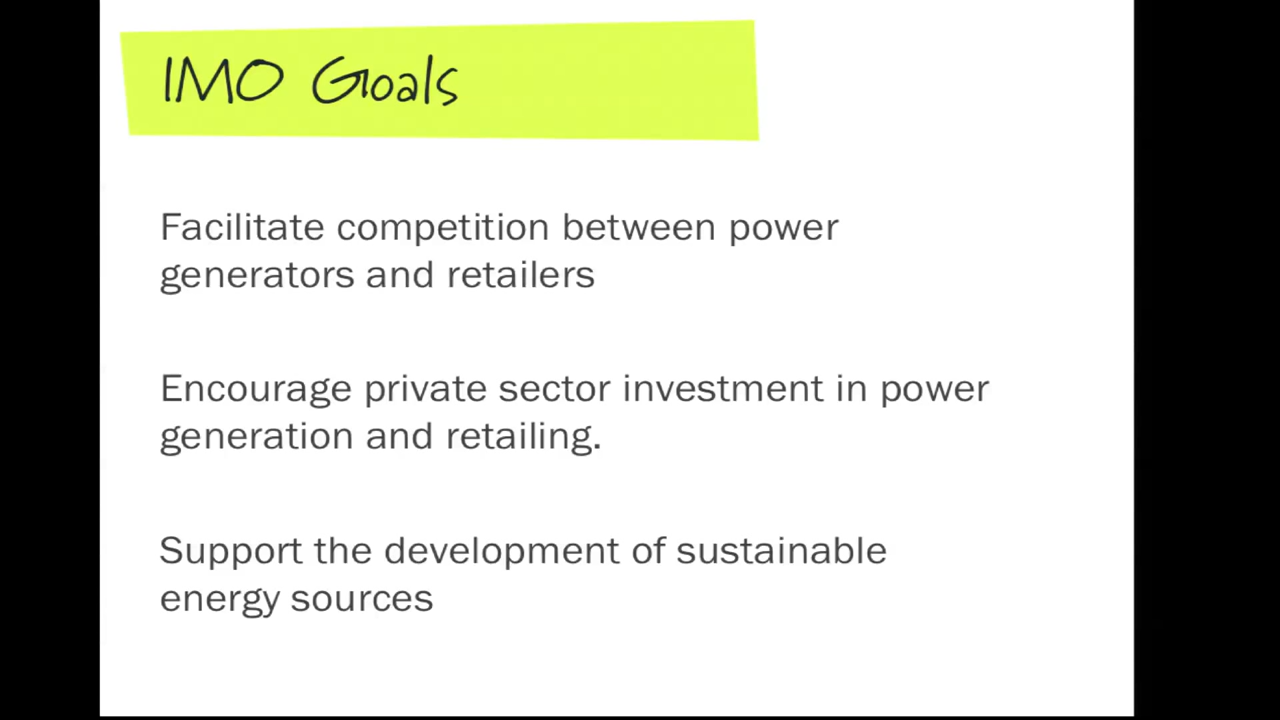 IMO Goals
Facilitate competition between power
generators and retailers
Encourage private sector investment in power
generation and retailing.
Support the development of sustainable
energy sources